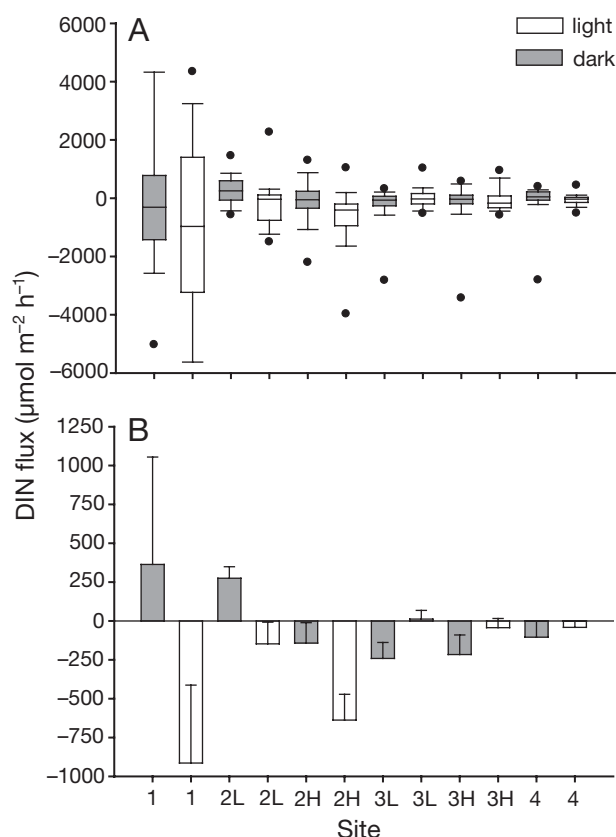 A
light
dark
6000
4000
2000
0
−2000
−4000
−6000
DIN flux (µmol m⁻² h⁻¹)
B
1250
1000
750
500
250
0
−250
−500
−750
−1000
1 1 2L 2L 2H 2H 3L 3L 3H 3H 4 4
Site